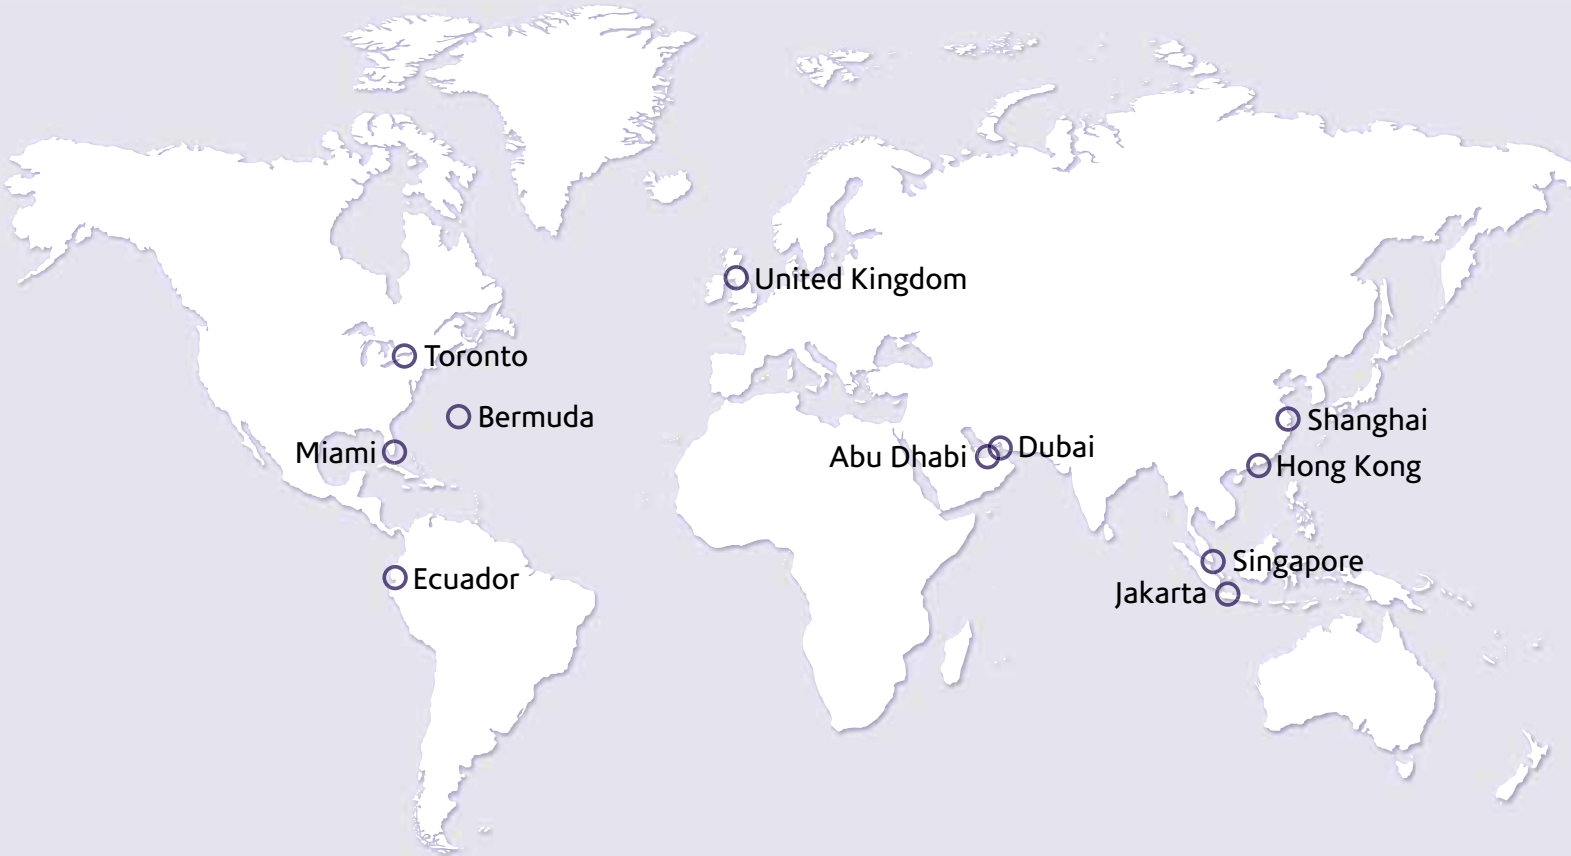 United Kingdom
Toronto
Bermuda
Miami
Abu Dhabi
Dubai
Shanghai
Hong Kong
Ecuador
Singapore
Jakarta